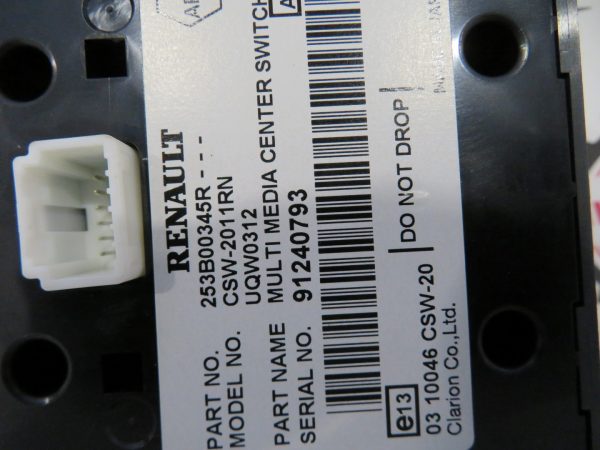 RENAULT
PART NO. 253B00345R - - -
MODEL NO. CSW-2011RN
UQW0312
PART NAME MULTI MEDIA CENTER SWITCH
SERIAL NO. 91240793
e13
03 10046 CSW-20
DO NOT DROP !
Clarion Co.,Ltd.